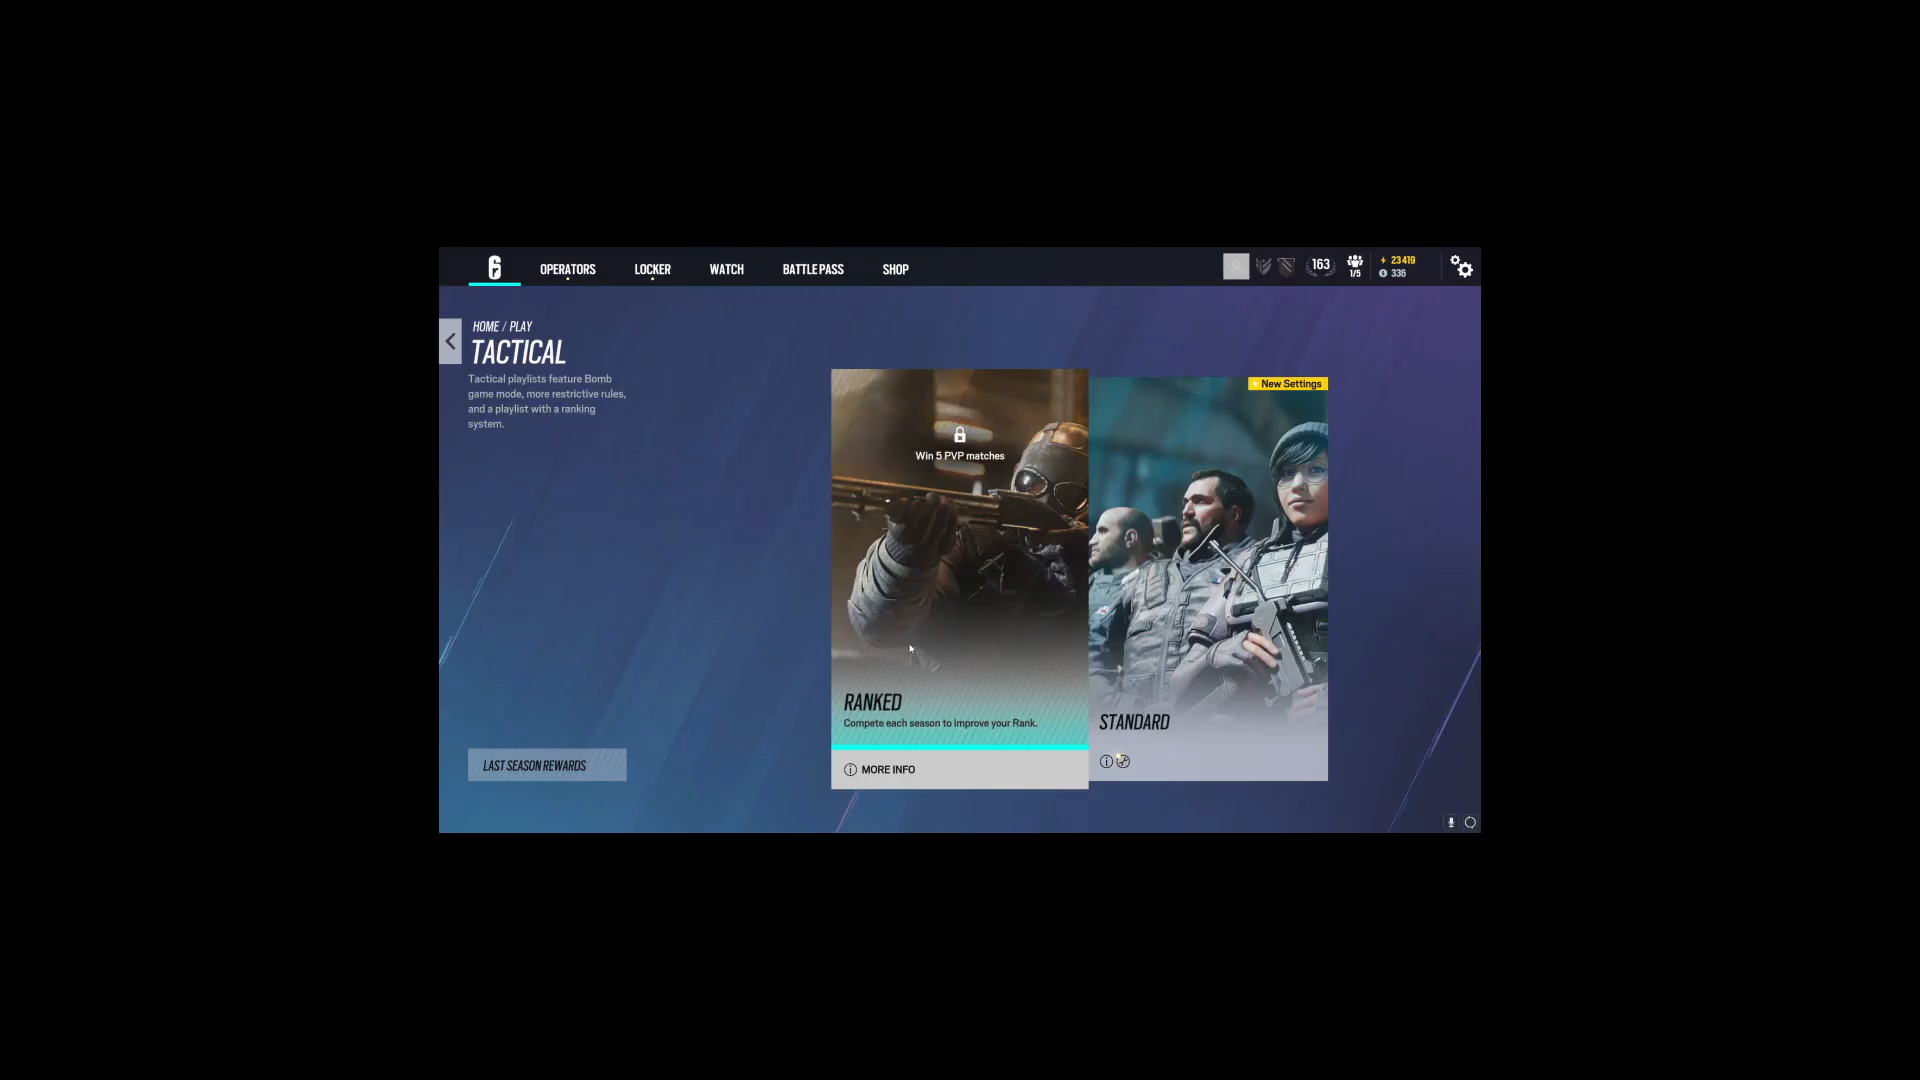 OPERATORS
LOCKER
WATCH
BATTLE PASS
SHOP
163
1/5
23 419
336
HOME / PLAY
TACTICAL
Tactical playlists feature Bomb
game mode, more restrictive rules,
and a playlist with a ranking
system.
Win 5 PVP matches
RANKED
Compete each season to improve your Rank.
MORE INFO
New Settings
STANDARD
LAST SEASON REWARDS